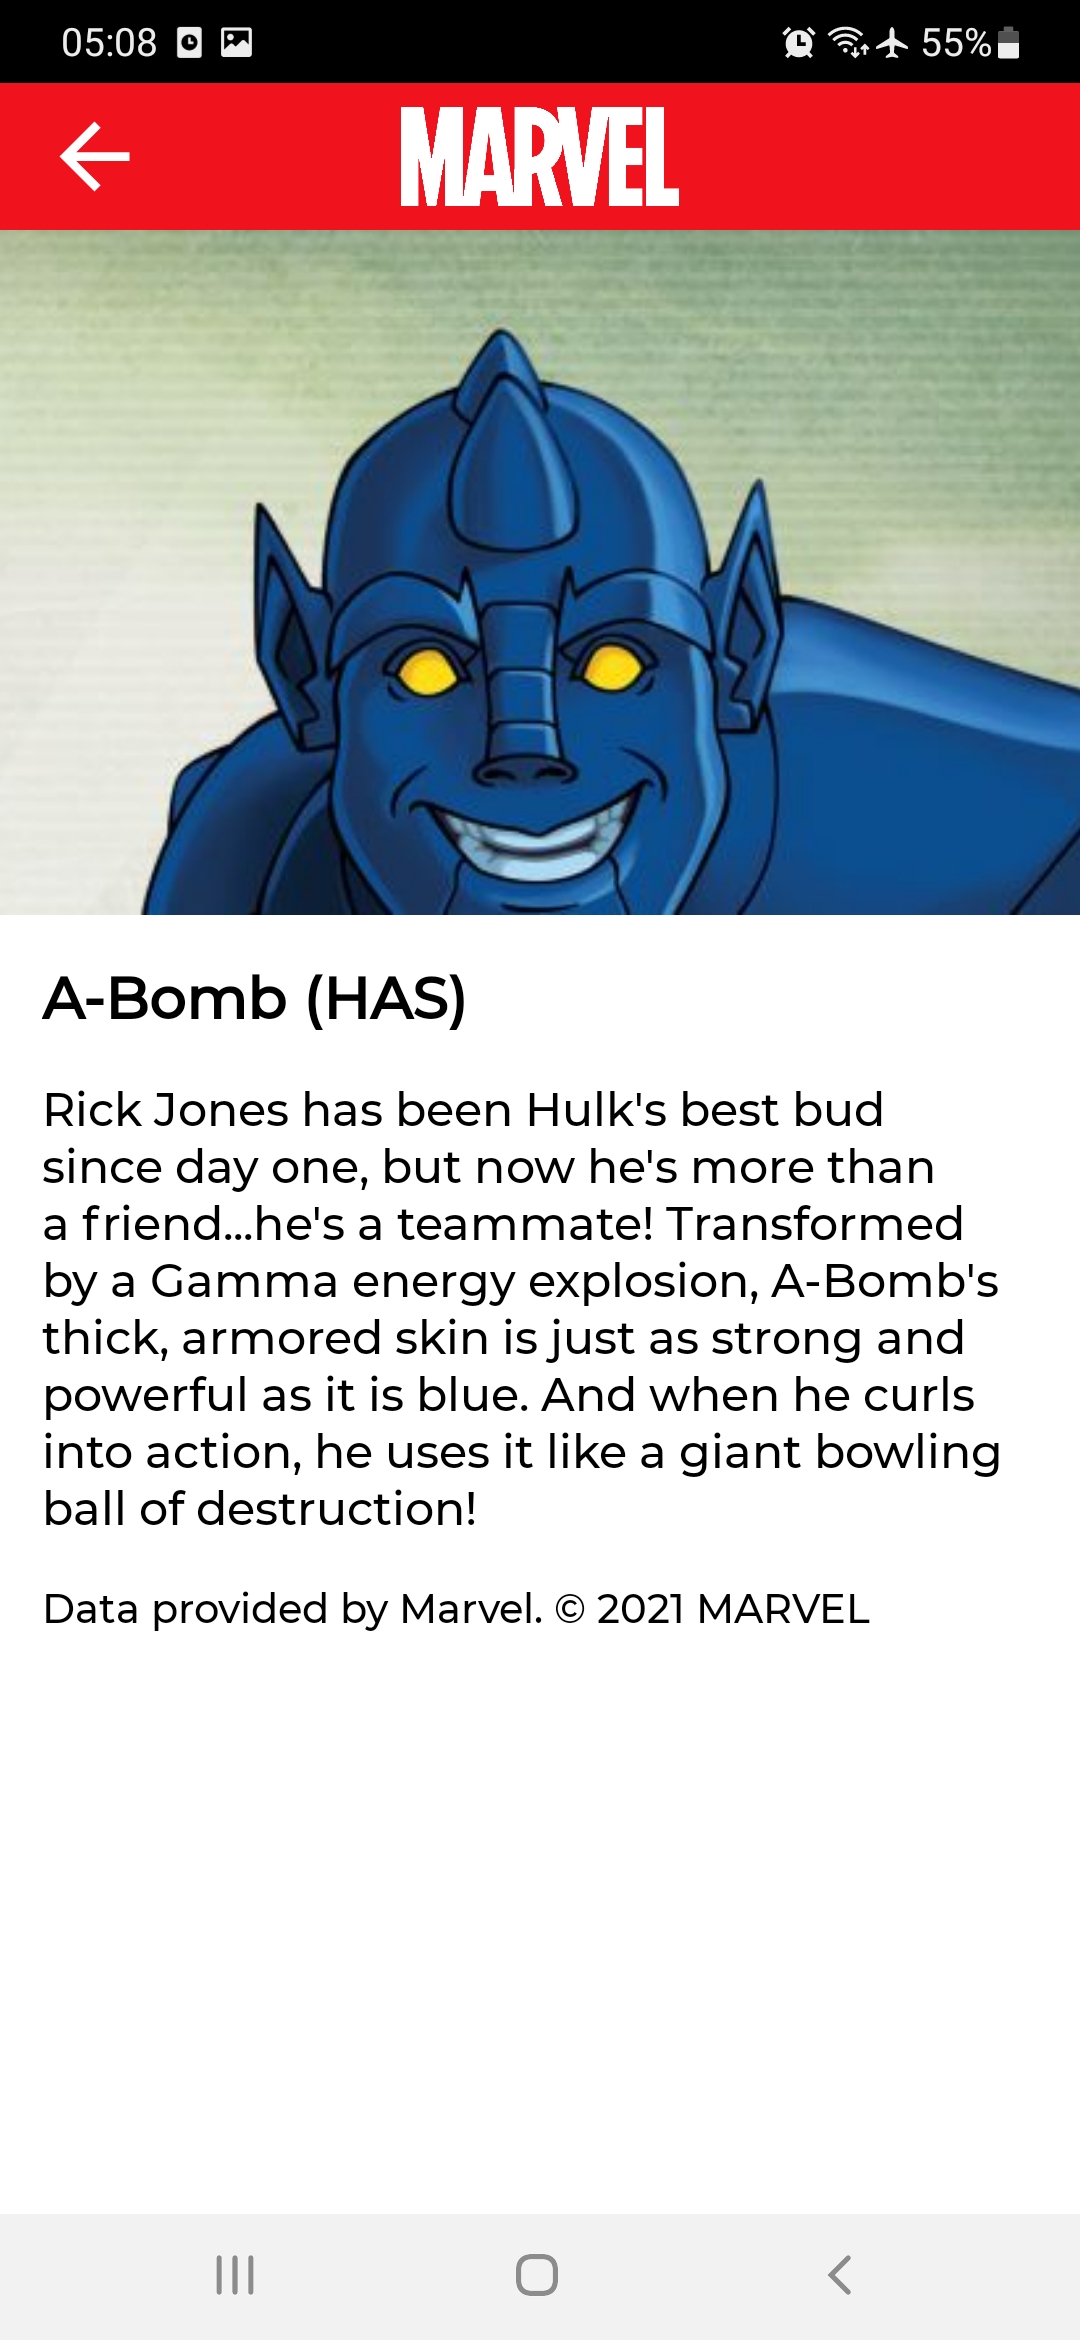 05:08
55%
MARVEL
A-Bomb (HAS)
Rick Jones has been Hulk's best bud
since day one, but now he's more than
a friend...he's a teammate! Transformed
by a Gamma energy explosion, A-Bomb's
thick, armored skin is just as strong and
powerful as it is blue. And when he curls
into action, he uses it like a giant bowling
ball of destruction!
Data provided by Marvel. © 2021 MARVEL